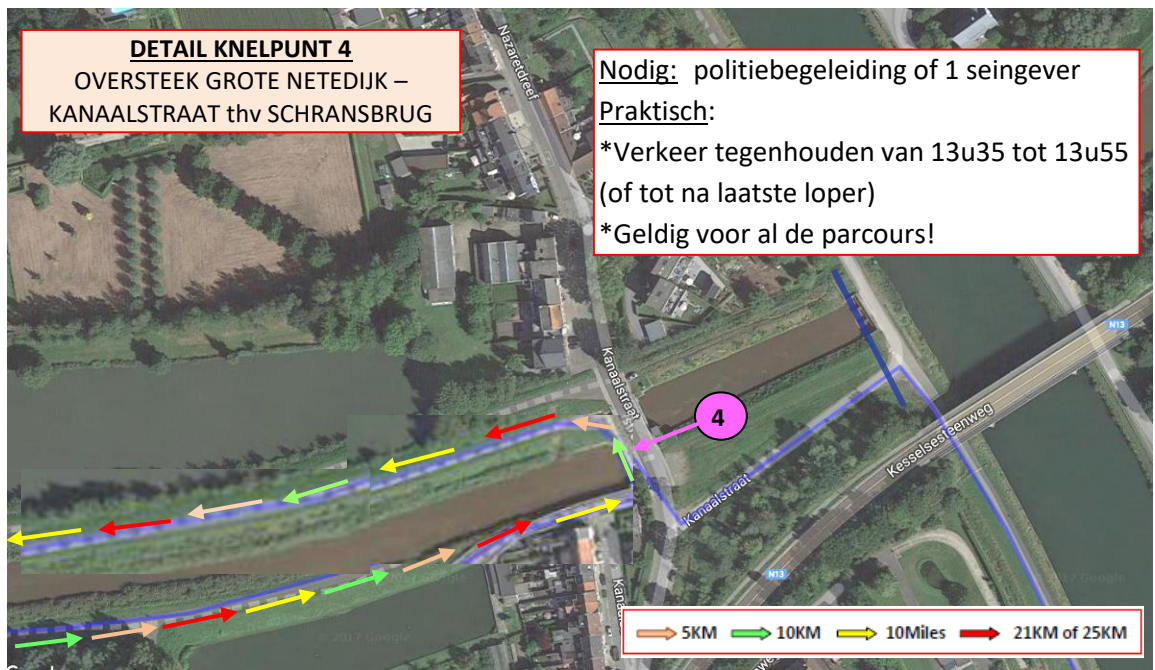 DETAIL KNELPUNT 4
OVERSTEEK GROTE NETEDIJK –
KANAALSTRAAT thv SCHRANSBRUG
Nodig: politiebegeleiding of 1 seingever
Praktisch:
*Verkeer tegenhouden van 13u35 tot 13u55
(of tot na laatste loper)
*Geldig voor al de parcours!
Nazaretdreef
N13
Kanaalstraat
4
Kesselsesteenweg
Kanaalstraat
N13
© 2017 Google
2017 Google
5KM
10KM
10Miles
21KM of 25KM